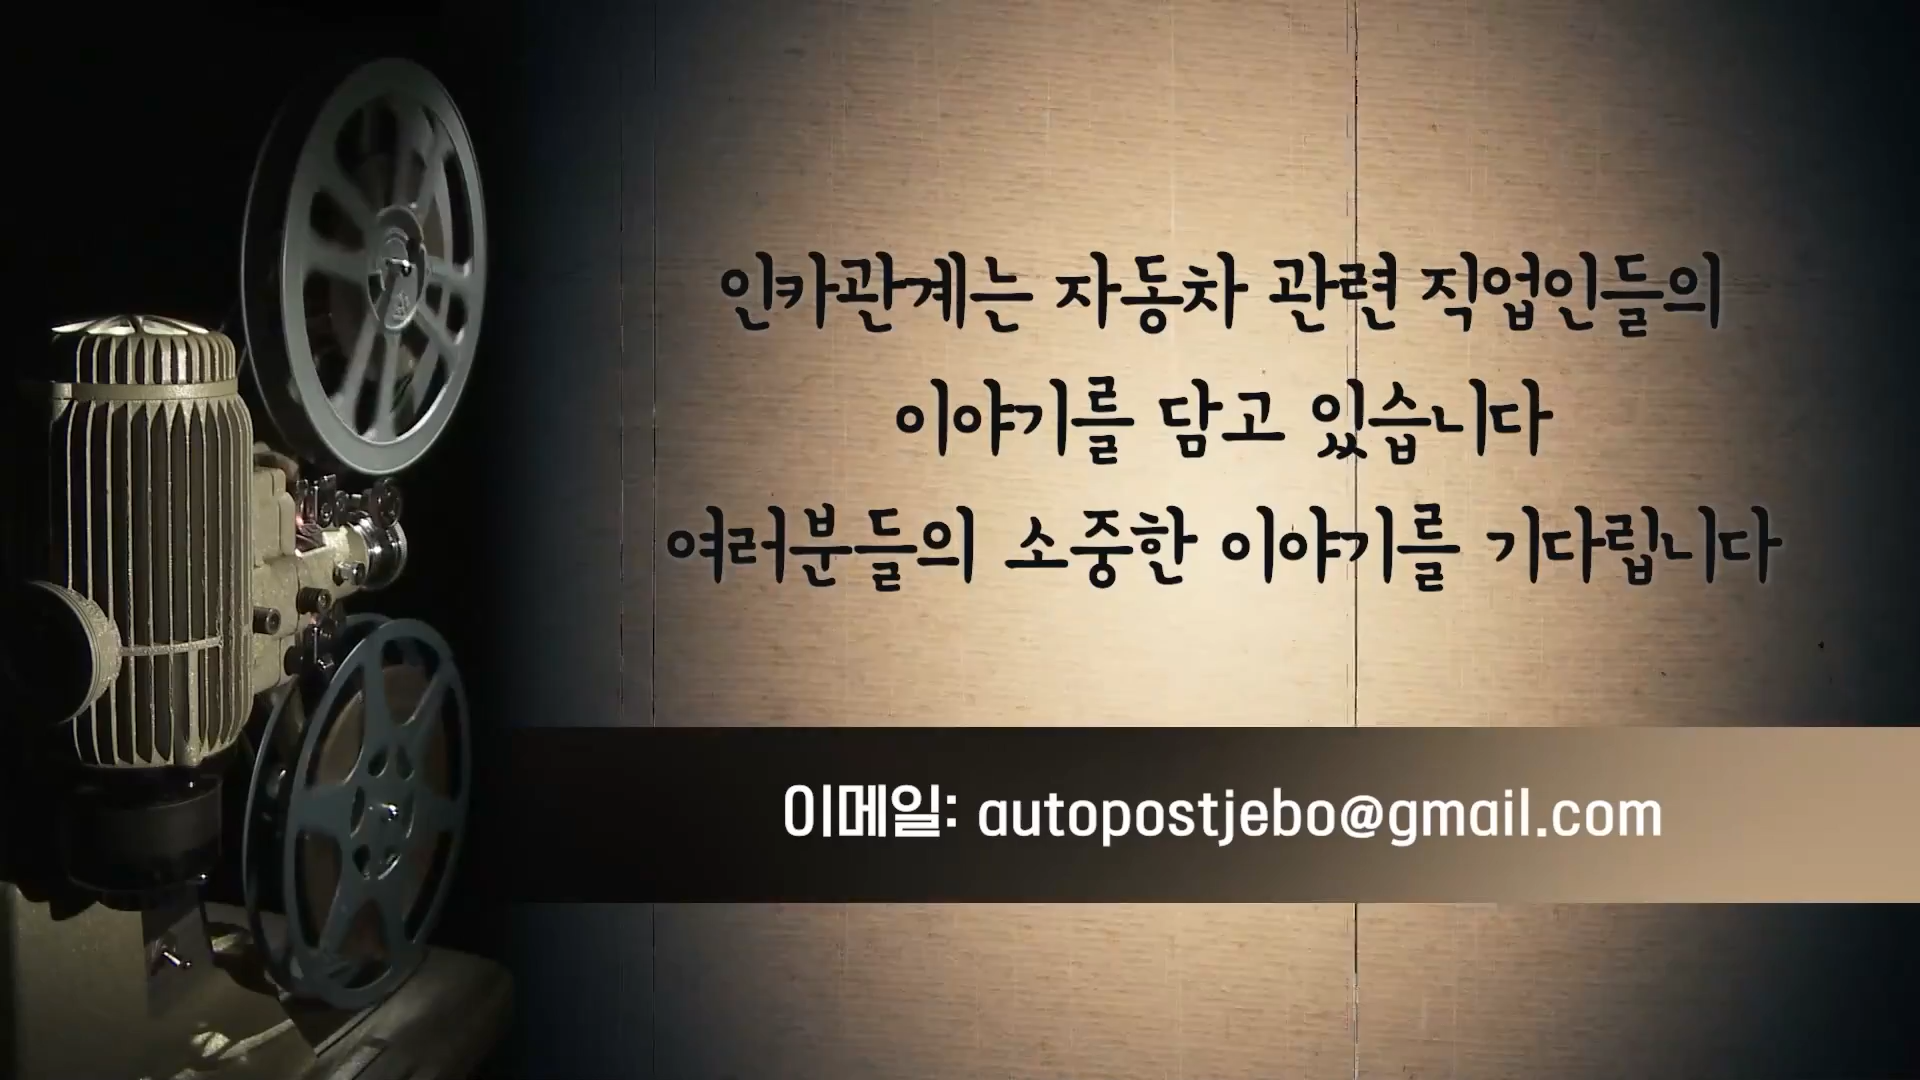 인카관계는 자동차 관련 직업인들의
이야기를 담고 있습니다
여러분들의 소중한 이야기를 기다립니다
이메일: autopostjebo@gmail.com